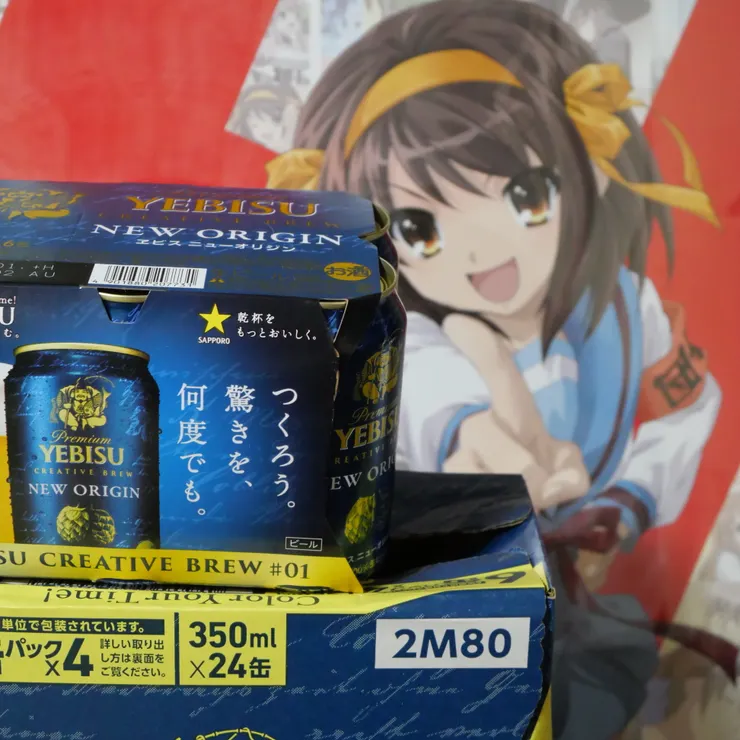 YEBISU
CREATIVE BREW
NEW ORIGIN
ヱビス ニューオリジン
お酒
SAPPORO
乾杯を
もっとおいしく。
つくろう。
驚きを、
何度でも。
Premium
YEBISU
CREATIVE BREW
NEW ORIGIN
ビール
YEBISU
NEW ORIGIN
CREATIVE BREW #01
Color Your Time!
単位で包装されています。
パック×4
詳しい取り出
し方は裏面を
ご覧ください。
350ml
×24缶
2M80
団